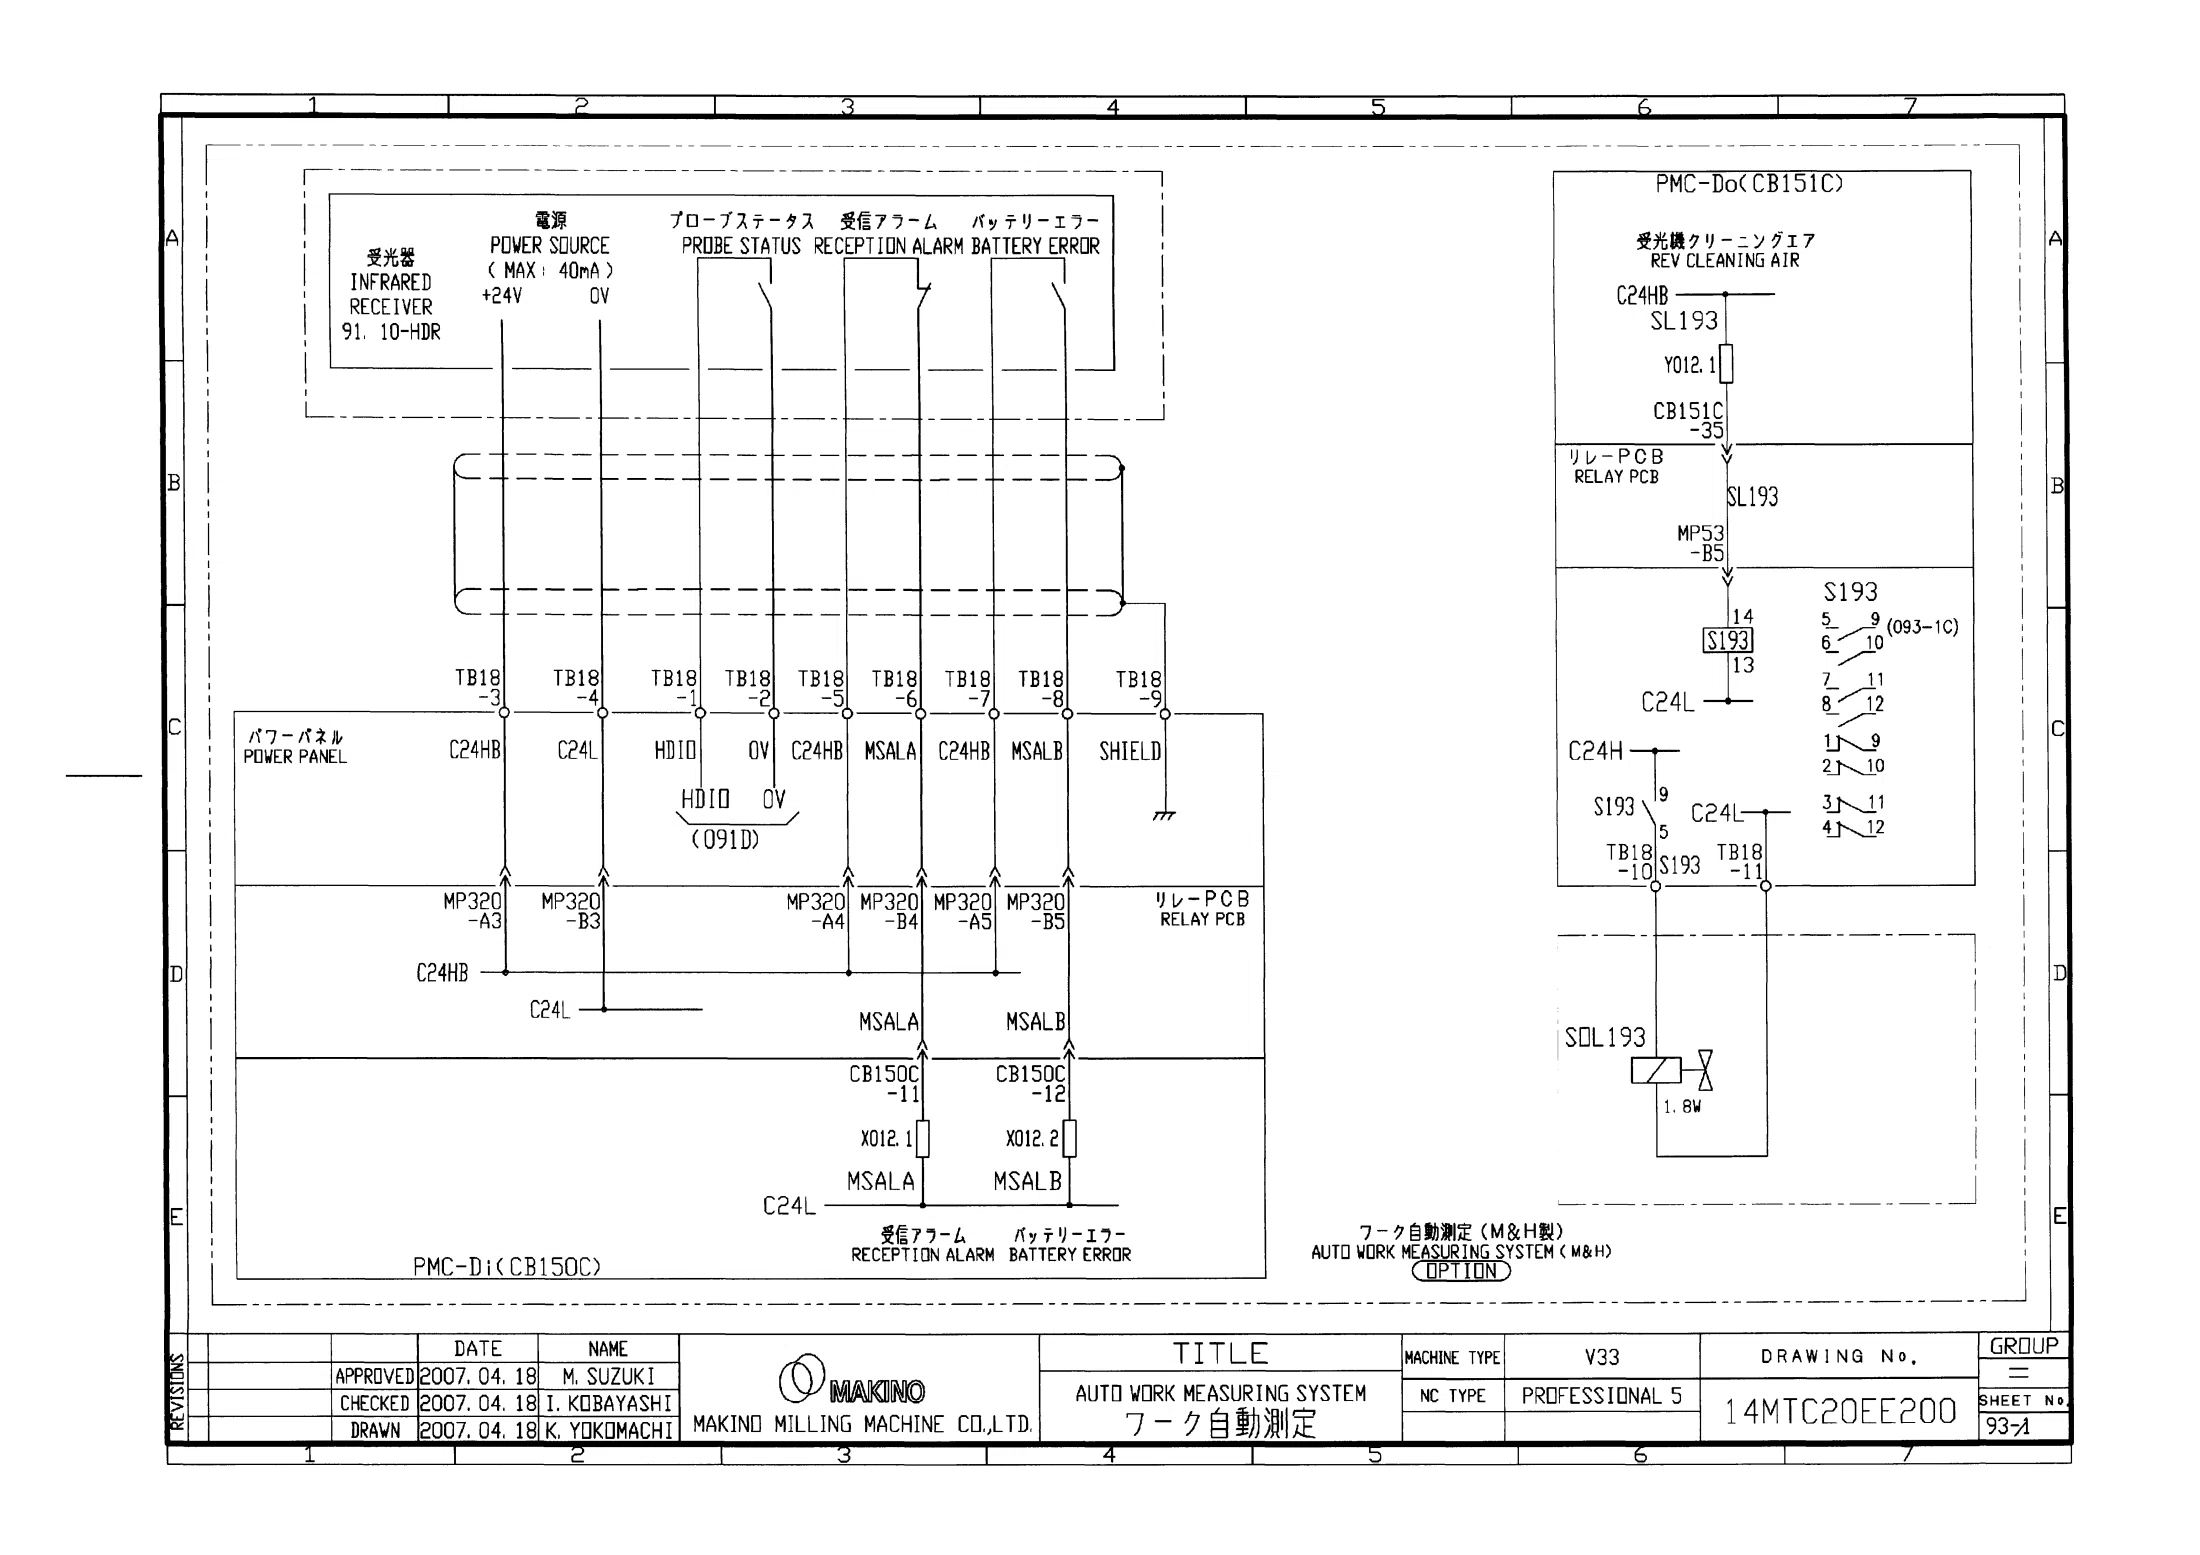 1 2 3 4 5 6 7
A
B
C
D
E
受光器
INFRARED
RECEIVER
91. 10-HDR
電源
POWER SOURCE
( MAX: 40mA )
+24V 0V
プローブステータス 受信アラーム バッテリーエラー
PROBE STATUS RECEPTION ALARM BATTERY ERROR
TB18 TB18 TB18 TB18 TB18 TB18 TB18 TB18 TB18
-3 -4 -1 -2 -5 -6 -7 -8 -9
パワーパネル
POWER PANEL
C24HB C24L HDIO 0V C24HB MSALA C24HB MSALB SHIELD
HDIO 0V
(091D)
MP320 MP320 MP320 MP320 MP320 MP320
-A3 -B3 -A4 -B4 -A5 -B5
リレーPCB
RELAY PCB
C24HB
C24L
MSALA MSALB
CB150C CB150C
-11 -12
X012.1 X012.2
MSALA MSALB
C24L
受信アラーム バッテリーエラー
RECEPTION ALARM BATTERY ERROR
PMC-Di(CB150C)
PMC-Do(CB151C)
受光機クリーニングエア
REV CLEANING AIR
C24HB
SL193
Y012.1
CB151C
-35
リレーPCB
RELAY PCB
SL193
MP53
-B5
14
S193
13
C24L
S193
5 9 (093-1C)
6 10
7 11
8 12
1 9
2 10
3 11
4 12
C24H
S193 9
5
C24L
TB18 S193 TB18
-10 -11
SOL193
1.8W
ワーク自動測定(M&H製)
AUTO WORK MEASURING SYSTEM(M&H)
OPTION
A
B
C
D
E
REVISIONS
DATE NAME
APPROVED 2007.04.18 M. SUZUKI
CHECKED 2007.04.18 I. KOBAYASHI
DRAWN 2007.04.18 K. YOKOMACHI
MAKINO
MAKINO MILLING MACHINE CO.,LTD.
TITLE
AUTO WORK MEASURING SYSTEM
ワーク自動測定
MACHINE TYPE V33
NC TYPE PROFESSIONAL 5
DRAWING No.
14MTC20EE200
GROUP
=
SHEET No.
93-1
1 2 3 4 5 6 7